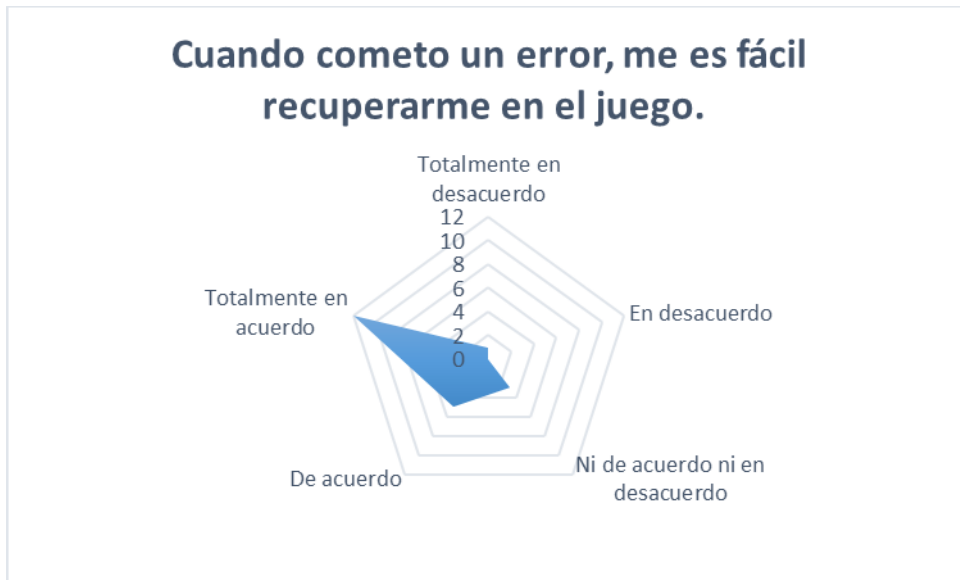 Cuando cometo un error, me es fácil
recuperarme en el juego.
Totalmente en
desacuerdo
12
10
8
6
4
2
0
En desacuerdo
Ni de acuerdo ni en
desacuerdo
De acuerdo
Totalmente en
acuerdo